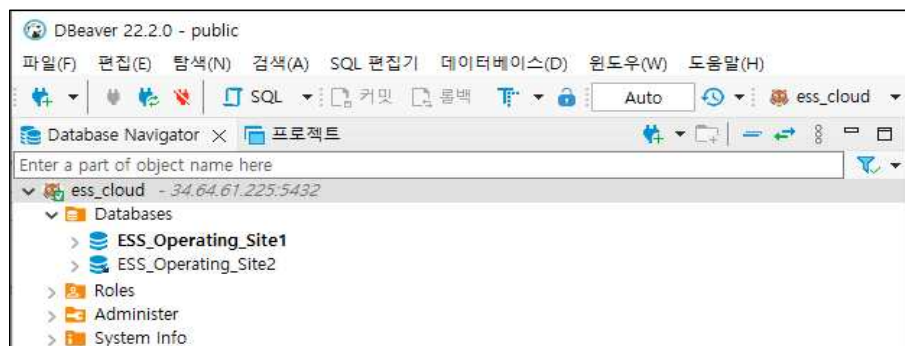 DBeaver 22.2.0 - public
파일(F) 편집(E) 탐색(N) 검색(A) SQL 편집기 데이터베이스(D) 윈도우(W) 도움말(H)
SQL 커밋 롤백 Auto ess_cloud
Database Navigator 프로젝트
Enter a part of object name here
ess_cloud - 34.64.61.225:5432
Databases
ESS_Operating_Site1
ESS_Operating_Site2
Roles
Administer
System Info